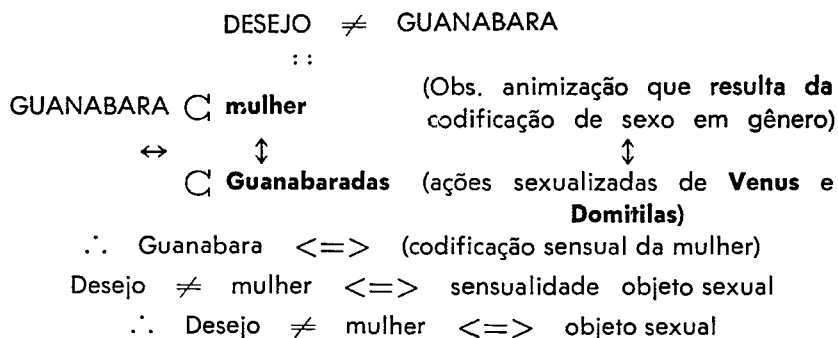 DESEJO ≠ GUANABARA
: :
GUANABARA ⊂ mulher (Obs. animização que resulta da
codificação de sexo em gênero)
↔ ↕ ↕
⊂ Guanabaradas (ações sexualizadas de Venus e
Domitilas)
∴ Guanabara <=> (codificação sensual da mulher)
Desejo ≠ mulher <=> sensualidade objeto sexual
∴ Desejo ≠ mulher <=> objeto sexual